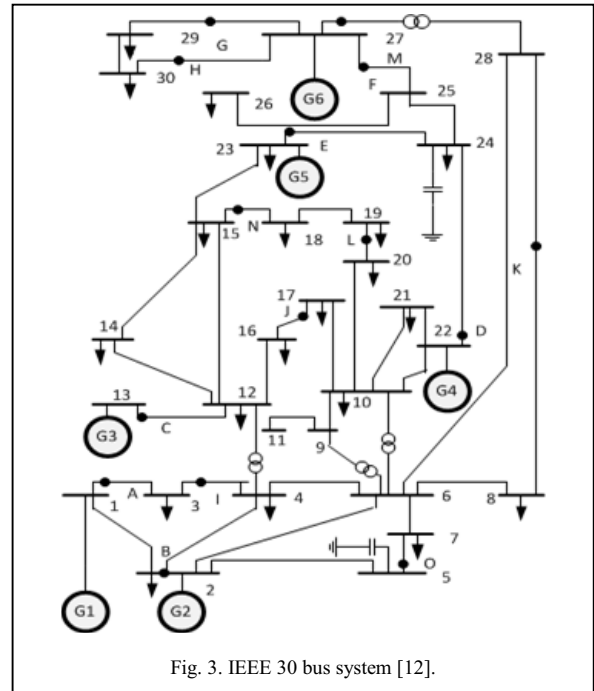 29 G 27
30 H M 28
F 25
26 G6
23 E 24
G5
15 N 18 19
L
20
17 21
J
14 16 22 D
13 12 10 G4
G3 C 11 9
A I
1 3 4 6 8
B 7
O
2 5
K
G1 G2
Fig. 3. IEEE 30 bus system [12].